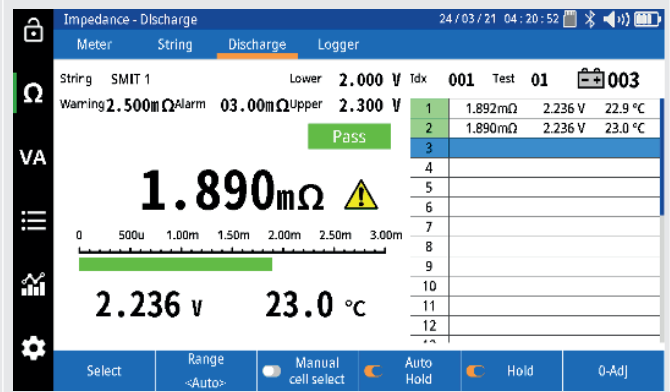 Impedance - Discharge 24/03/21 04:20:52
Meter String Discharge Logger
String SMIT 1 Lower 2.000 V Idx 001 Test 01 003
Warning 2.500mΩ Alarm 03.00mΩ Upper 2.300 V
Pass
Ω
VA
1.890mΩ
0 500u 1.00m 1.50m 2.00m 2.50m 3.00m
2.236 V 23.0 °C
1 1.892mΩ 2.236 V 22.9 °C
2 1.890mΩ 2.236 V 23.0 °C
3
4
5
6
7
8
9
10
11
12
Select
Range
<Auto>
Manual
cell select
Auto
Hold
Hold
0-Adj